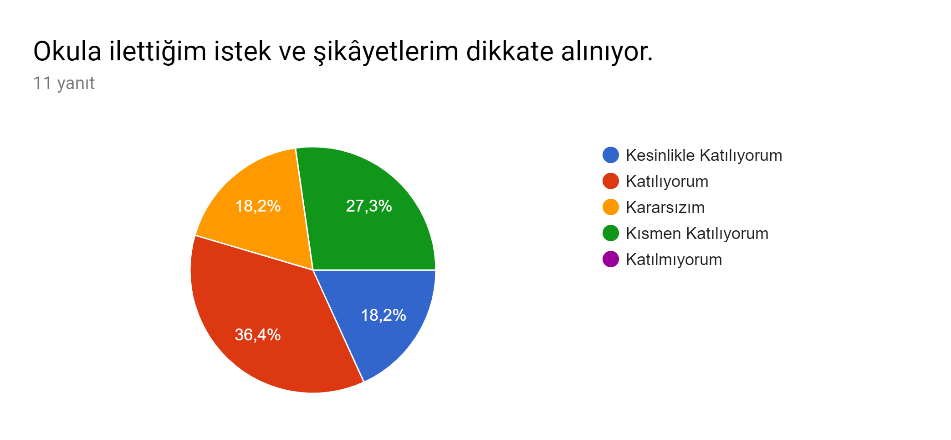 Okula ilettiğim istek ve şikâyetlerim dikkate alınıyor.
11 yanıt
Kesinlikle Katılıyorum
Katılıyorum
Kararsızım
Kısmen Katılıyorum
Katılmıyorum
18,2%
27,3%
18,2%
36,4%